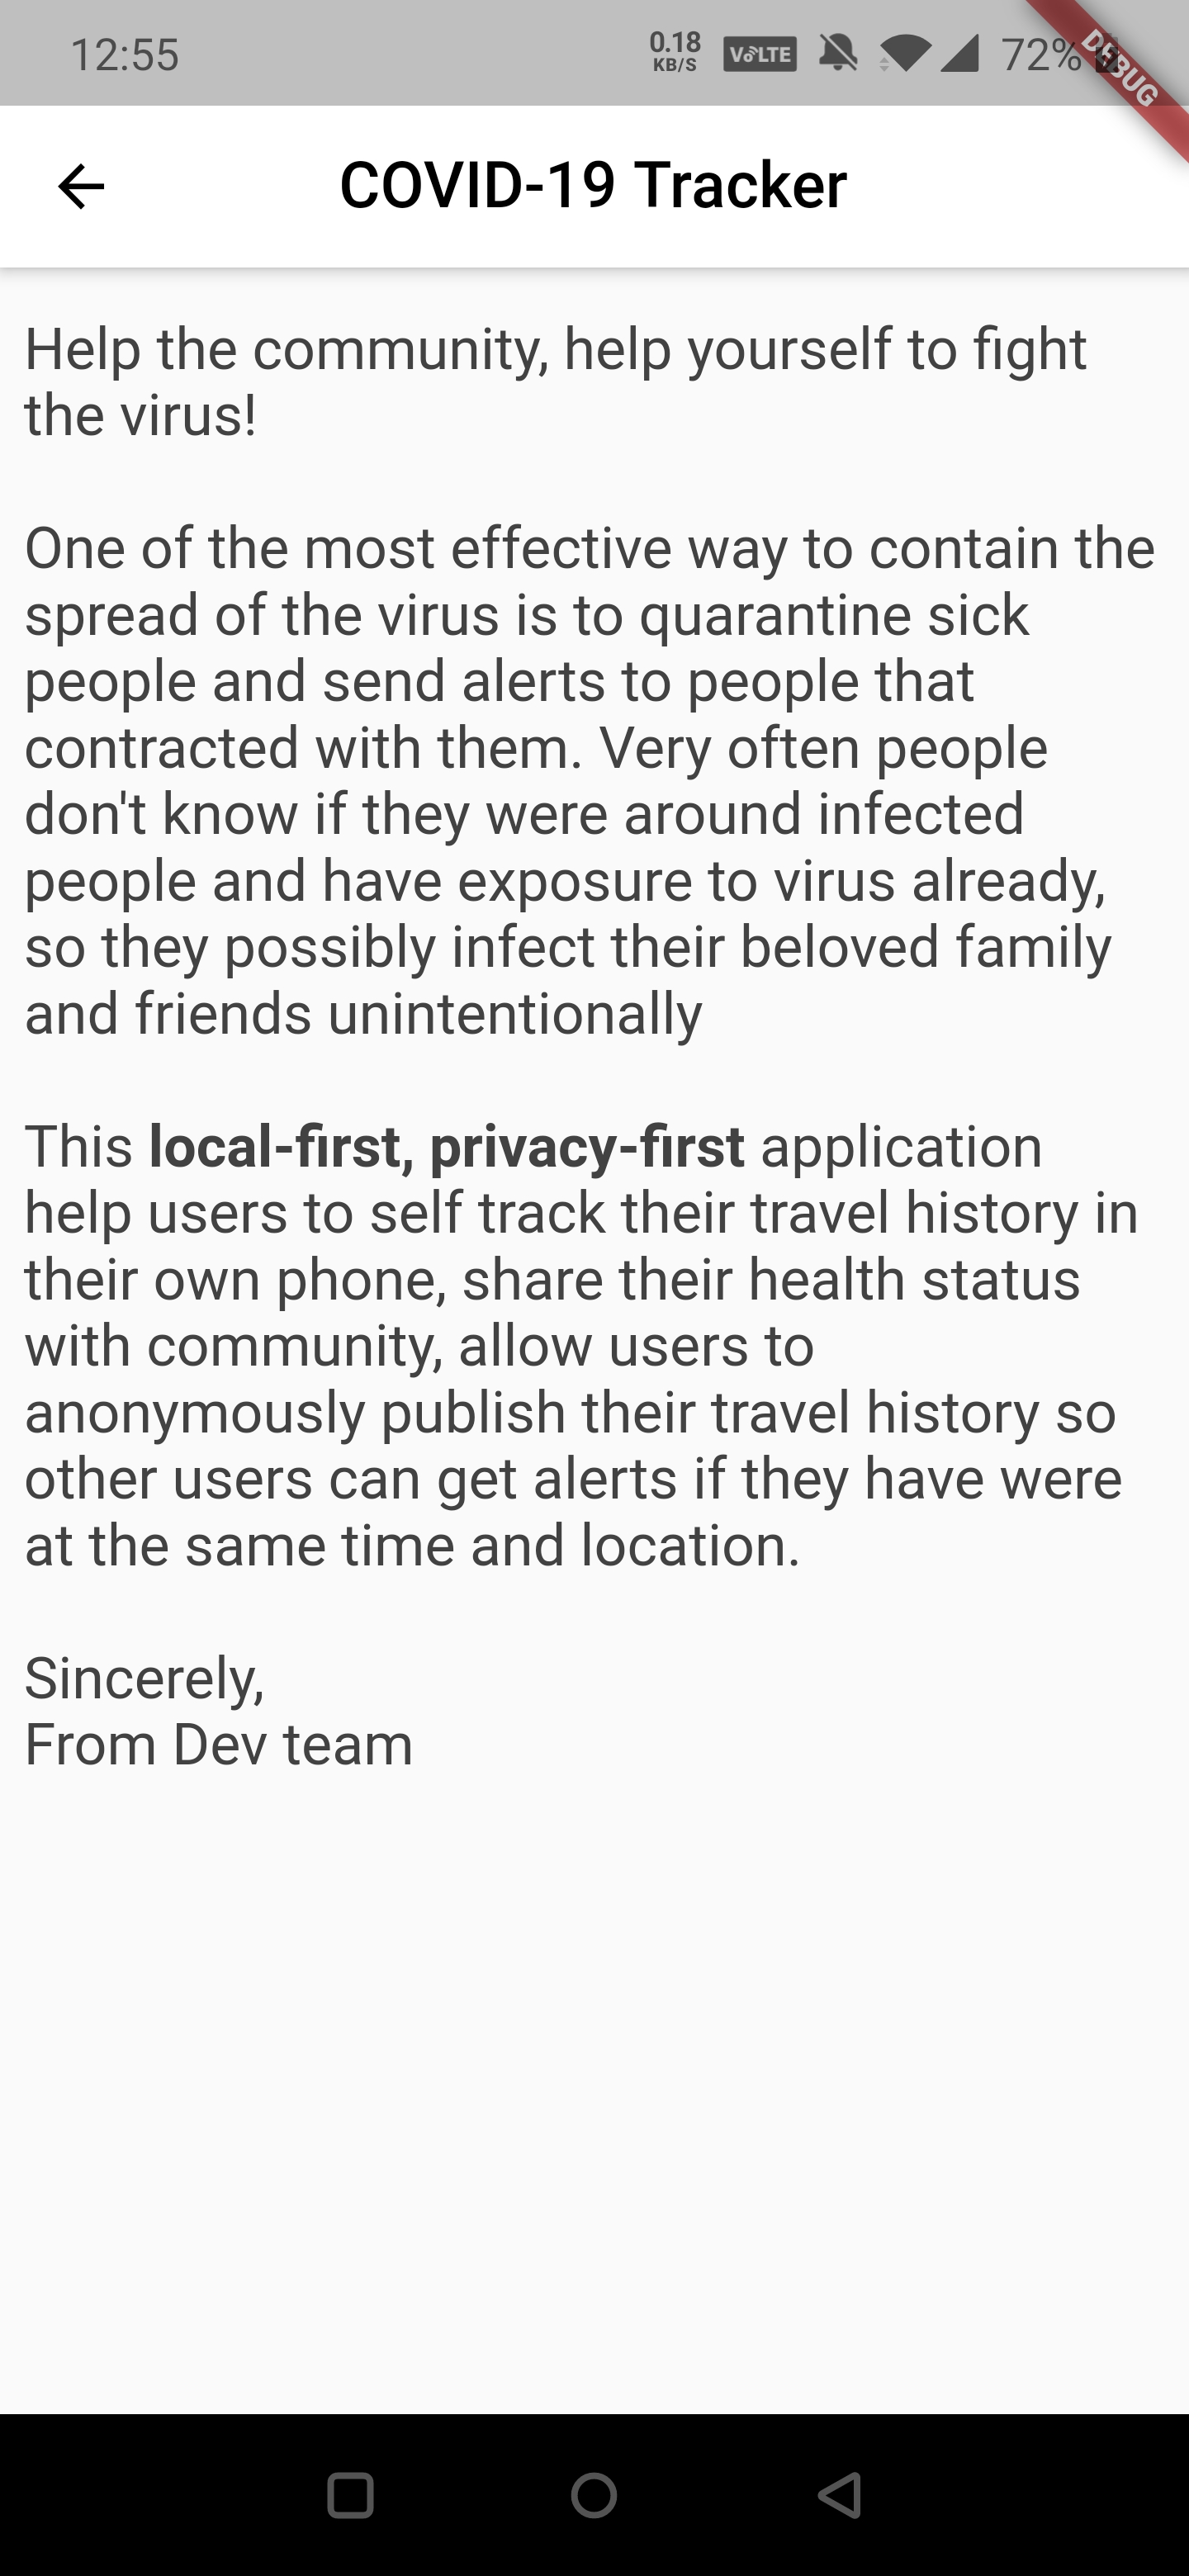 12:55
0.18
KB/S
VoLTE
72%
DEBUG
COVID-19 Tracker
Help the community, help yourself to fight
the virus!
One of the most effective way to contain the
spread of the virus is to quarantine sick
people and send alerts to people that
contracted with them. Very often people
don't know if they were around infected
people and have exposure to virus already,
so they possibly infect their beloved family
and friends unintentionally
This local-first, privacy-first application
help users to self track their travel history in
their own phone, share their health status
with community, allow users to
anonymously publish their travel history so
other users can get alerts if they have were
at the same time and location.
Sincerely,
From Dev team